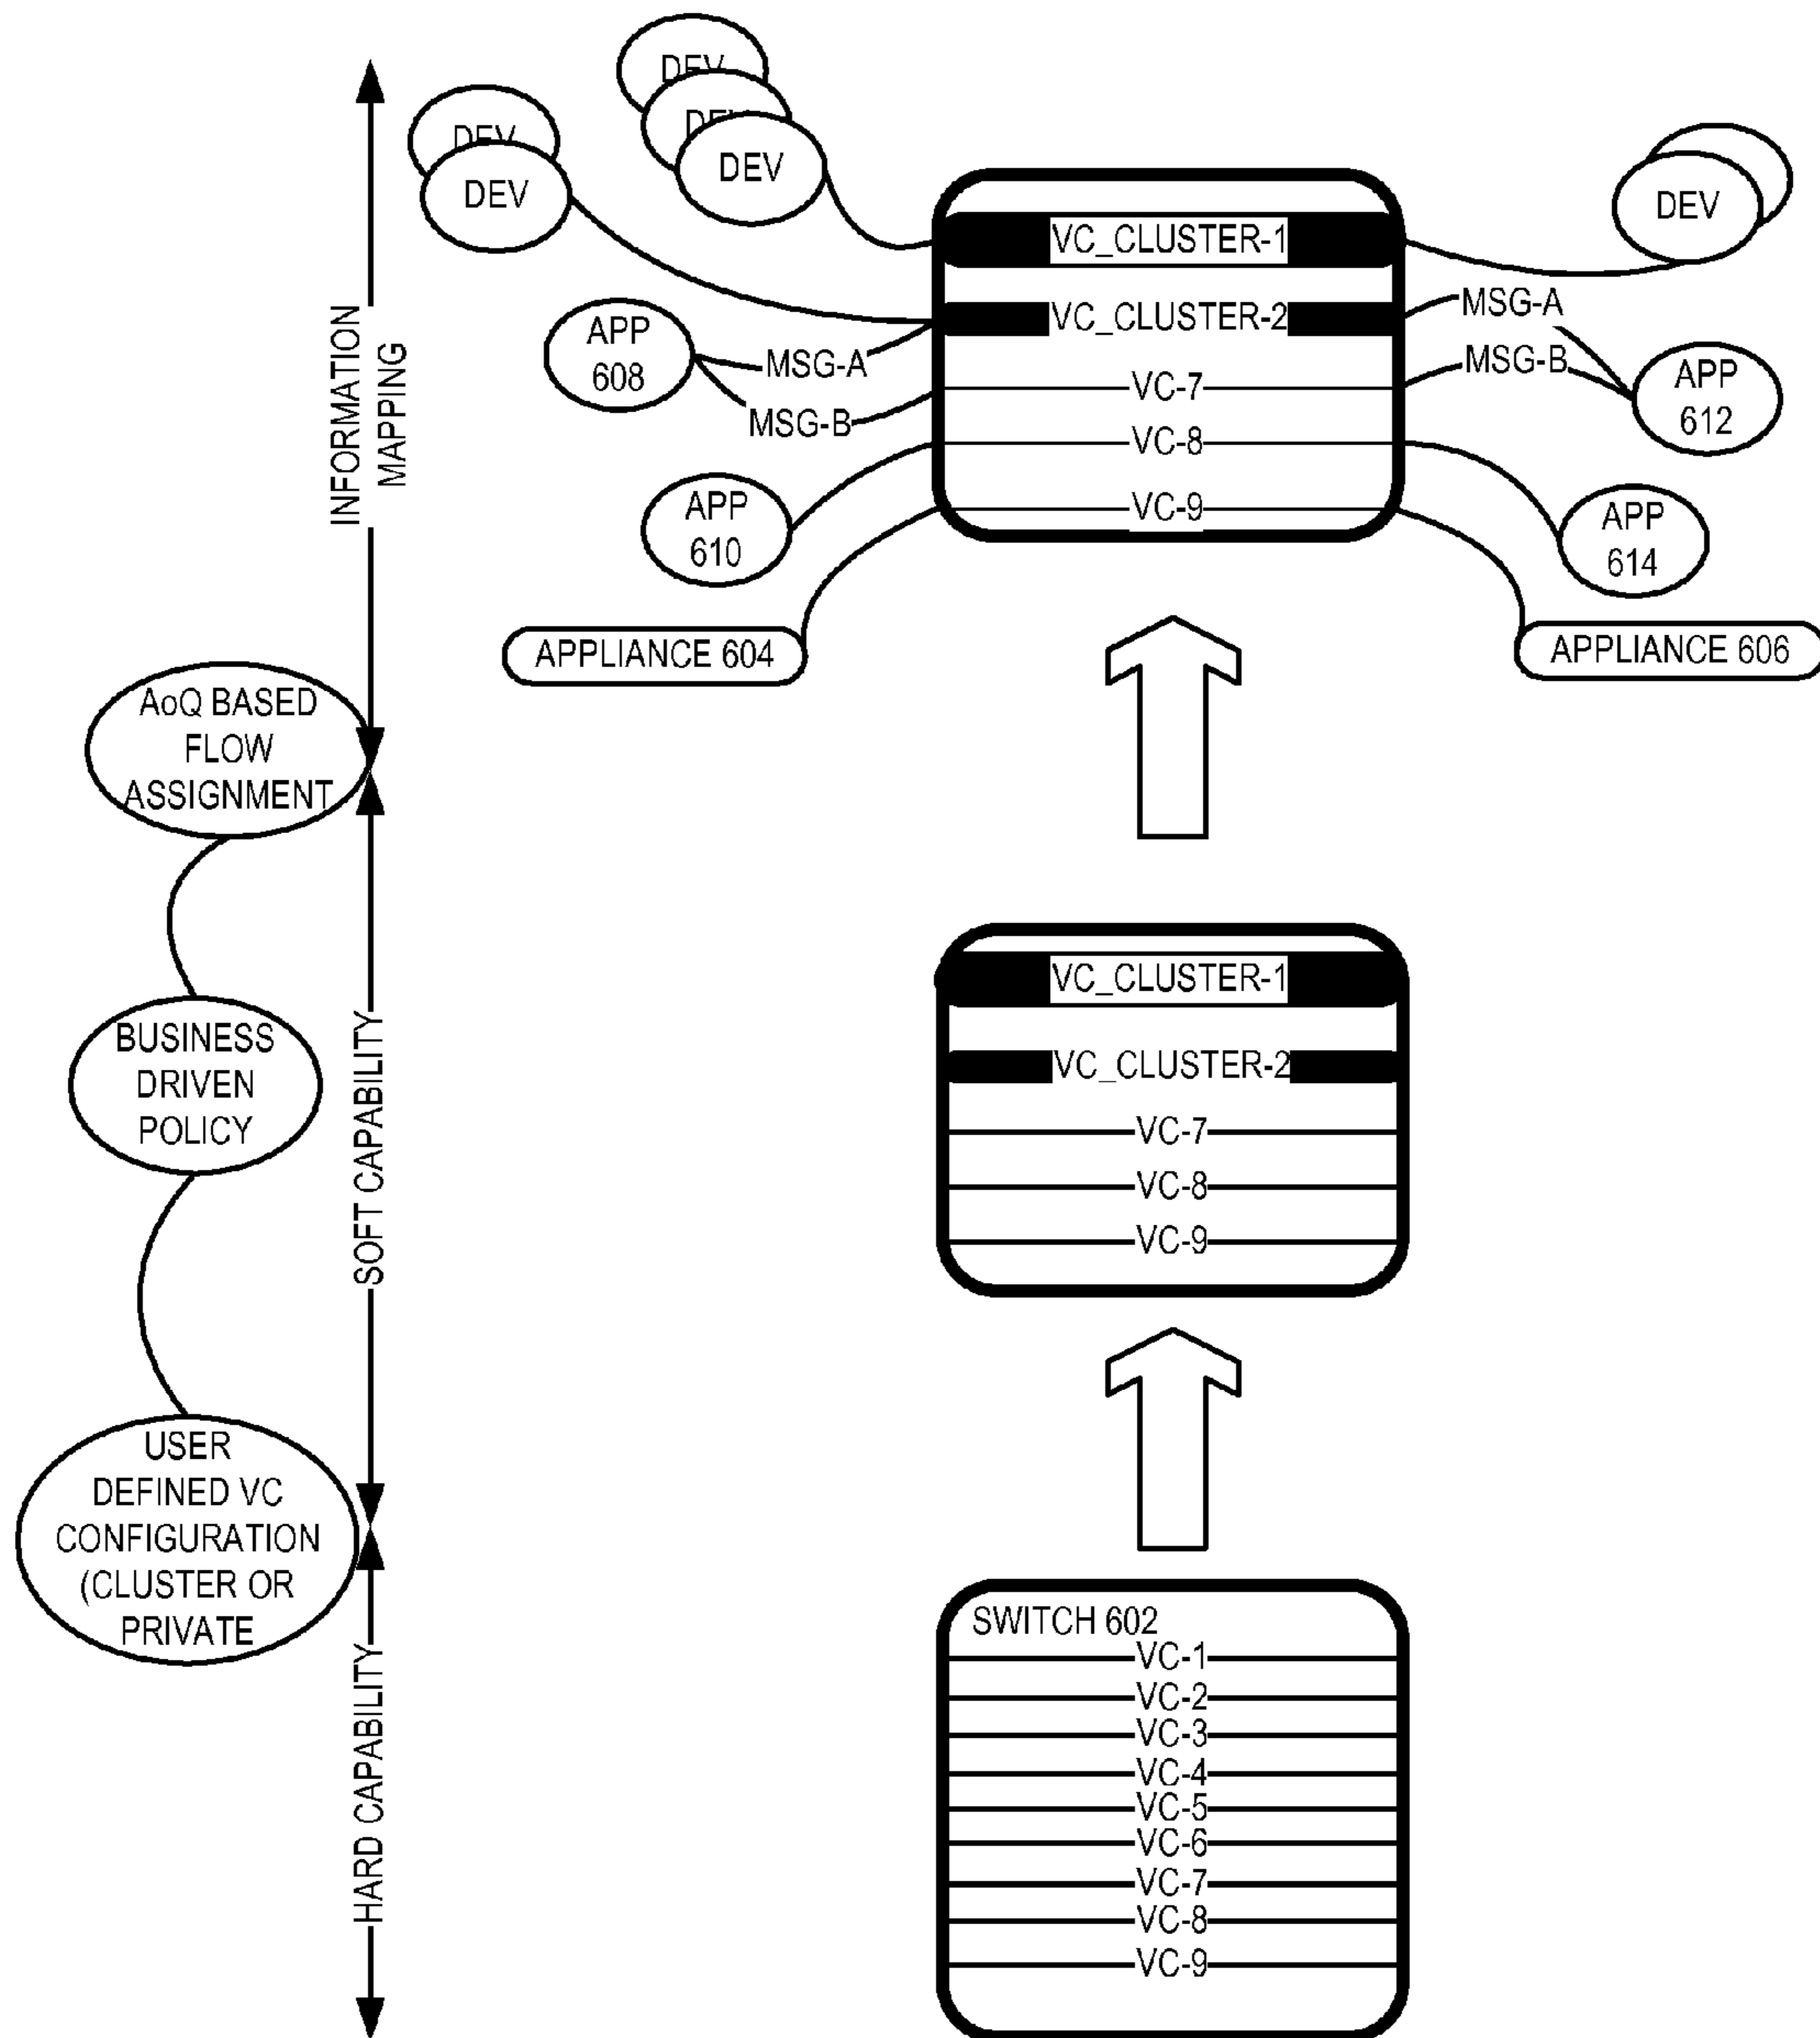 INFORMATION
MAPPING
SOFT CAPABILITY
HARD CAPABILITY
AoQ BASED
FLOW
ASSIGNMENT
BUSINESS
DRIVEN
POLICY
USER
DEFINED VC
CONFIGURATION
(CLUSTER OR
PRIVATE
DEV
DEV
DEV
DEV
DEV
DEV
APP
608
MSG-A
MSG-B
APP
610
APPLIANCE 604
VC_CLUSTER-1
VC_CLUSTER-2
VC-7
VC-8
VC-9
MSG-A
MSG-B
APP
612
APP
614
APPLIANCE 606
VC_CLUSTER-1
VC_CLUSTER-2
VC-7
VC-8
VC-9
SWITCH 602
VC-1
VC-2
VC-3
VC-4
VC-5
VC-6
VC-7
VC-8
VC-9